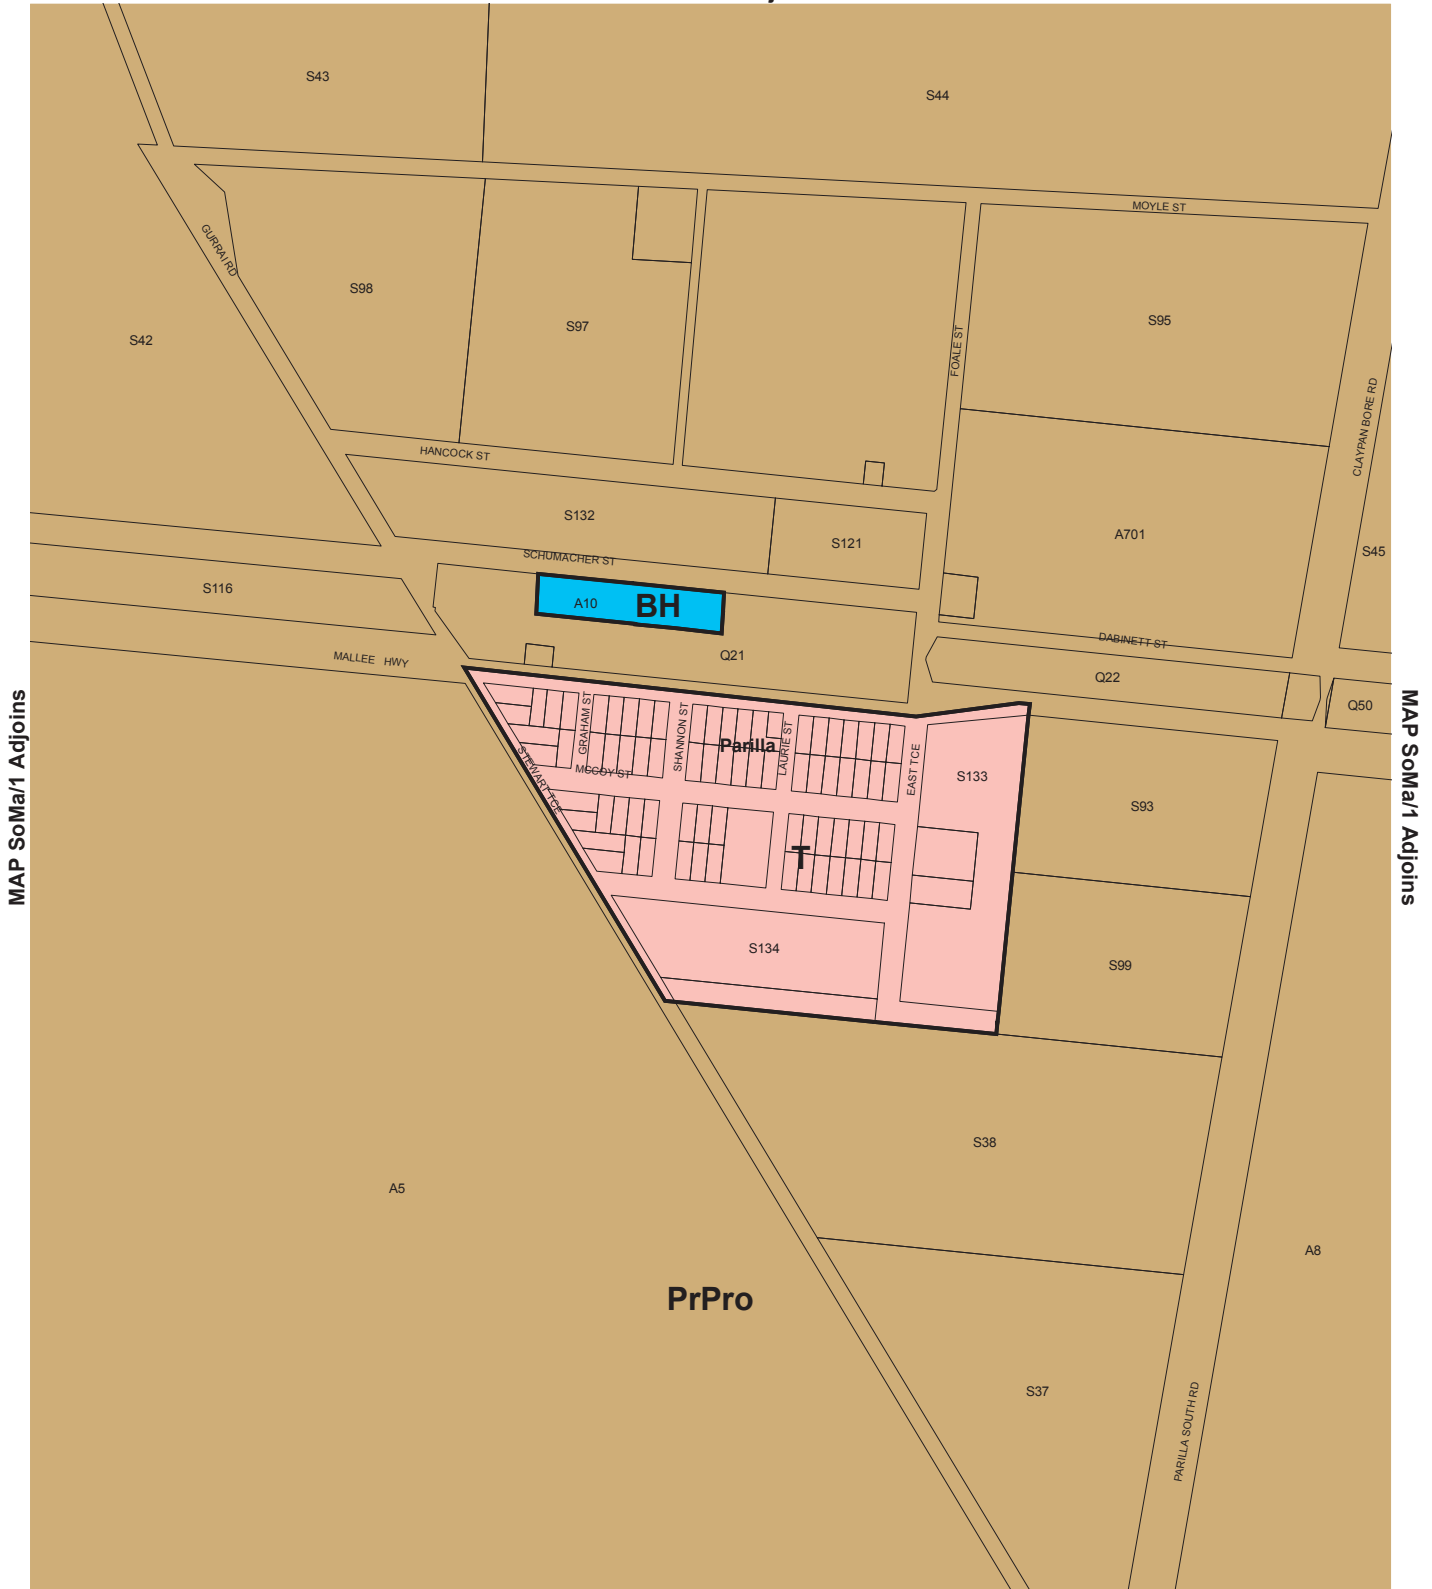 S43
S44
MOYLE ST
GURRAI RD
S98
S97
S95
S42
FOALE ST
CLAYPAN BORE RD
HANCOCK ST
S132
S121
A701
S45
SCHUMACHER ST
S116
A10
BH
DABINETT ST
MALLEE HWY
Q21
Q22
Q50
MAP SoMa/1 Adjoins
MAP SoMa/1 Adjoins
GRAHAM ST
SHANNON ST
Parilla
LAURIE ST
EAST TCE
STEWART TCE
MCCOY ST
S133
S93
T
S134
S99
S38
A5
A8
PrPro
S37
PARILLA SOUTH RD